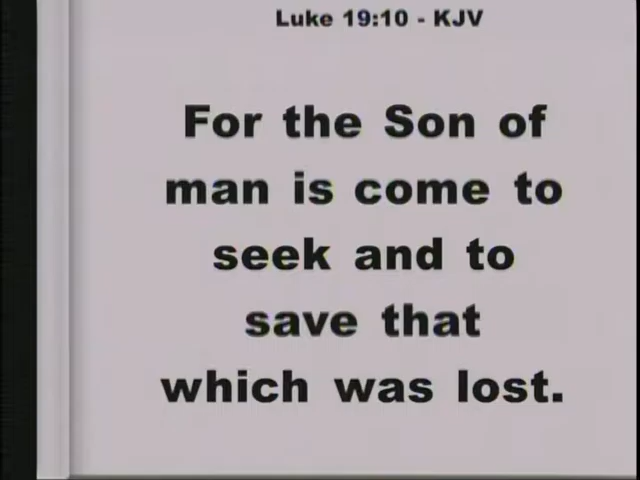 Luke 19:10 - KJV
For the Son of
man is come to
seek and to
save that
which was lost.